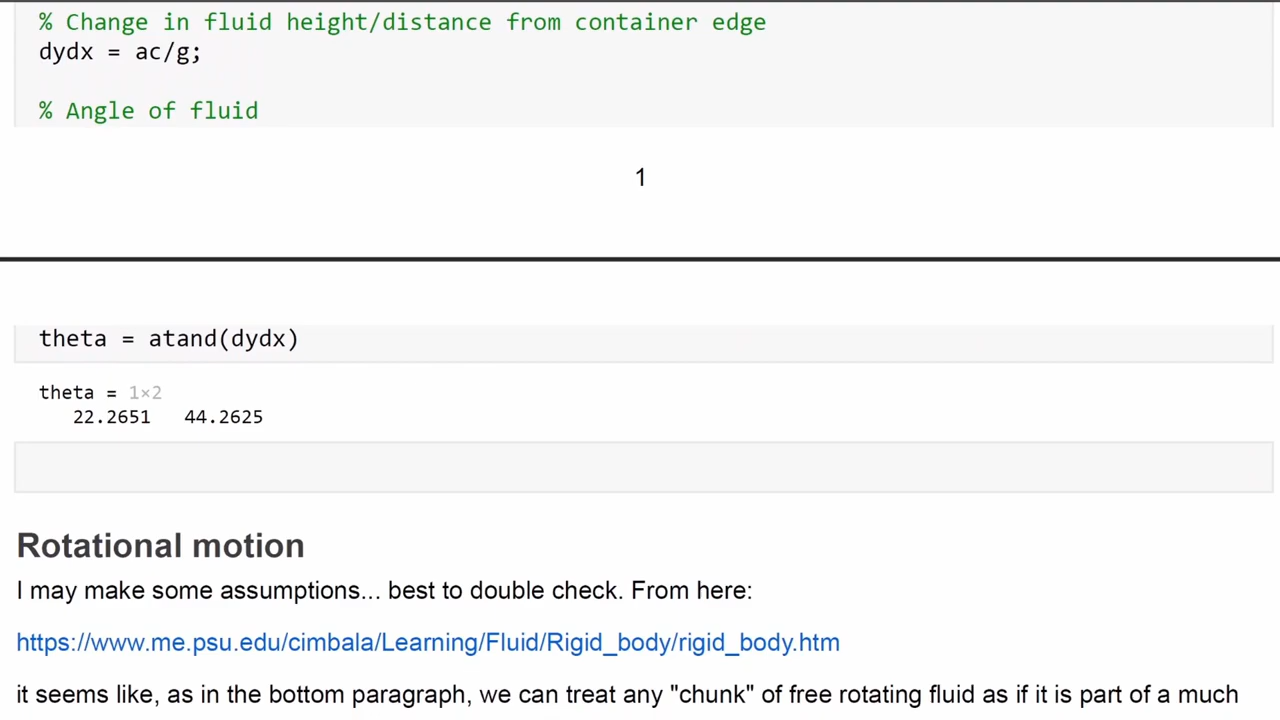 % Change in fluid height/distance from container edge
dydx = ac/g;
% Angle of fluid
1
theta = atand(dydx)
theta = 1×2
22.2651 44.2625
Rotational motion
I may make some assumptions... best to double check. From here:
https://www.me.psu.edu/cimbala/Learning/Fluid/Rigid_body/rigid_body.htm
it seems like, as in the bottom paragraph, we can treat any "chunk" of free rotating fluid as if it is part of a much